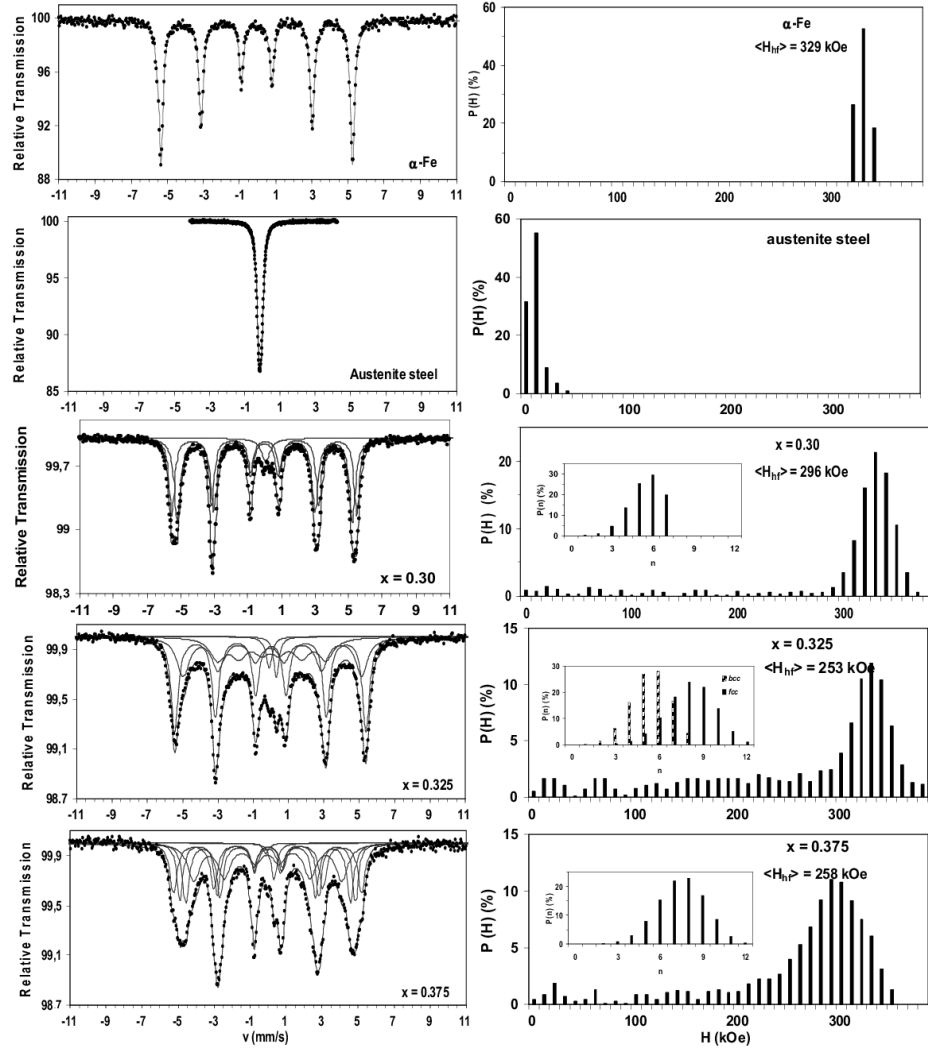 Relative Transmission
100
96
92
88
-11 -9 -7 -5 -3 -1 1 3 5 7 9 11
α-Fe
P(H) (%)
60
40
20
0
0 100 200 300
α-Fe
<Hhf> = 329 kOe
Relative Transmission
100
95
90
85
-11 -9 -7 -5 -3 -1 1 3 5 7 9 11
Austenite steel
P(H) (%)
60
40
20
0
0 100 200 300
austenite steel
Relative Transmission
99,7
99
98,3
-11 -9 -7 -5 -3 -1 1 3 5 7 9 11
x = 0.30
P(H) (%)
20
10
0
0 100 200 300
x = 0.30
<Hhf> = 296 kOe
P(n) (%)
30
20
10
0
0 3 6 9 12
n
Relative Transmission
99,9
99.5
99.1
98.7
-11 -9 -7 -5 -3 -1 1 3 5 7 9 11
x = 0.325
P(H) (%)
15
10
5
0
0 100 200 300
x = 0.325
<Hhf> = 253 kOe
P(n) (%)
30
20
10
0
0 3 6 9 12
n
bcc
fcc
Relative Transmission
99,9
99.5
99.1
98.7
-11 -9 -7 -5 -3 -1 1 3 5 7 9 11
v (mm/s)
x = 0.375
P (H) (%)
15
10
5
0
0 100 200 300
H (kOe)
x = 0.375
<Hhf> = 258 kOe
P(n) (%)
20
10
0
0 3 6 9 12
n